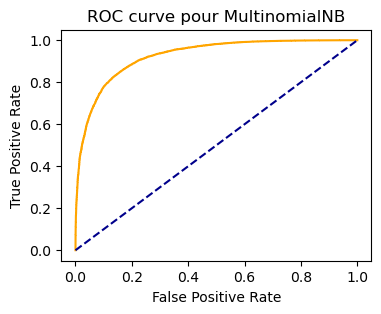 ROC curve pour MultinomialNB
True Positive Rate
1.0
0.8
0.6
0.4
0.2
0.0
0.0 0.2 0.4 0.6 0.8 1.0
False Positive Rate